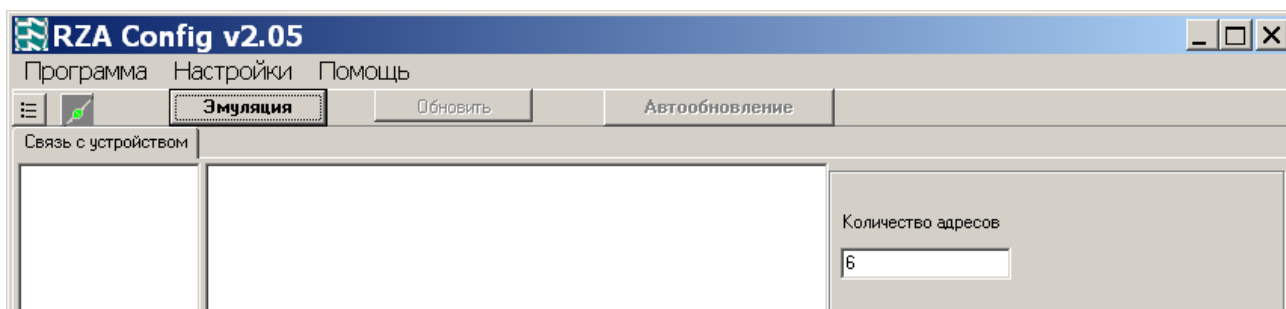 RZA Config v2.05
Программа Настройки Помощь
Эмуляция Обновить Автообновление
Связь с устройством
Количество адресов
6